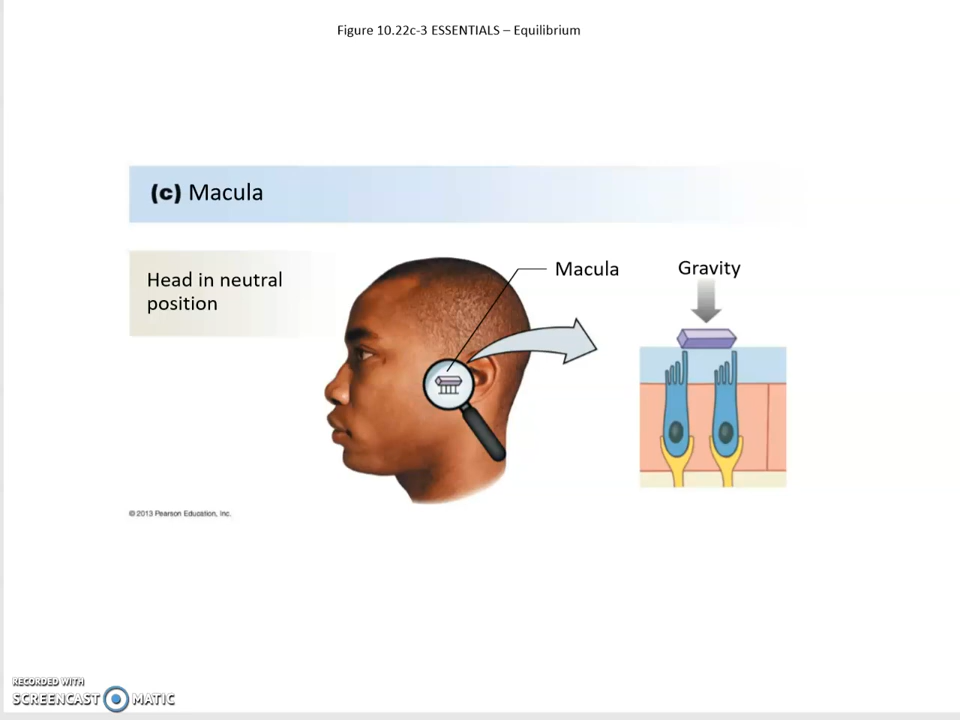 Figure 10.22c-3 ESSENTIALS – Equilibrium
(c) Macula
Head in neutral
position
Macula
Gravity
© 2013 Pearson Education, Inc.
RECORDED WITH
SCREENCAST MATIC